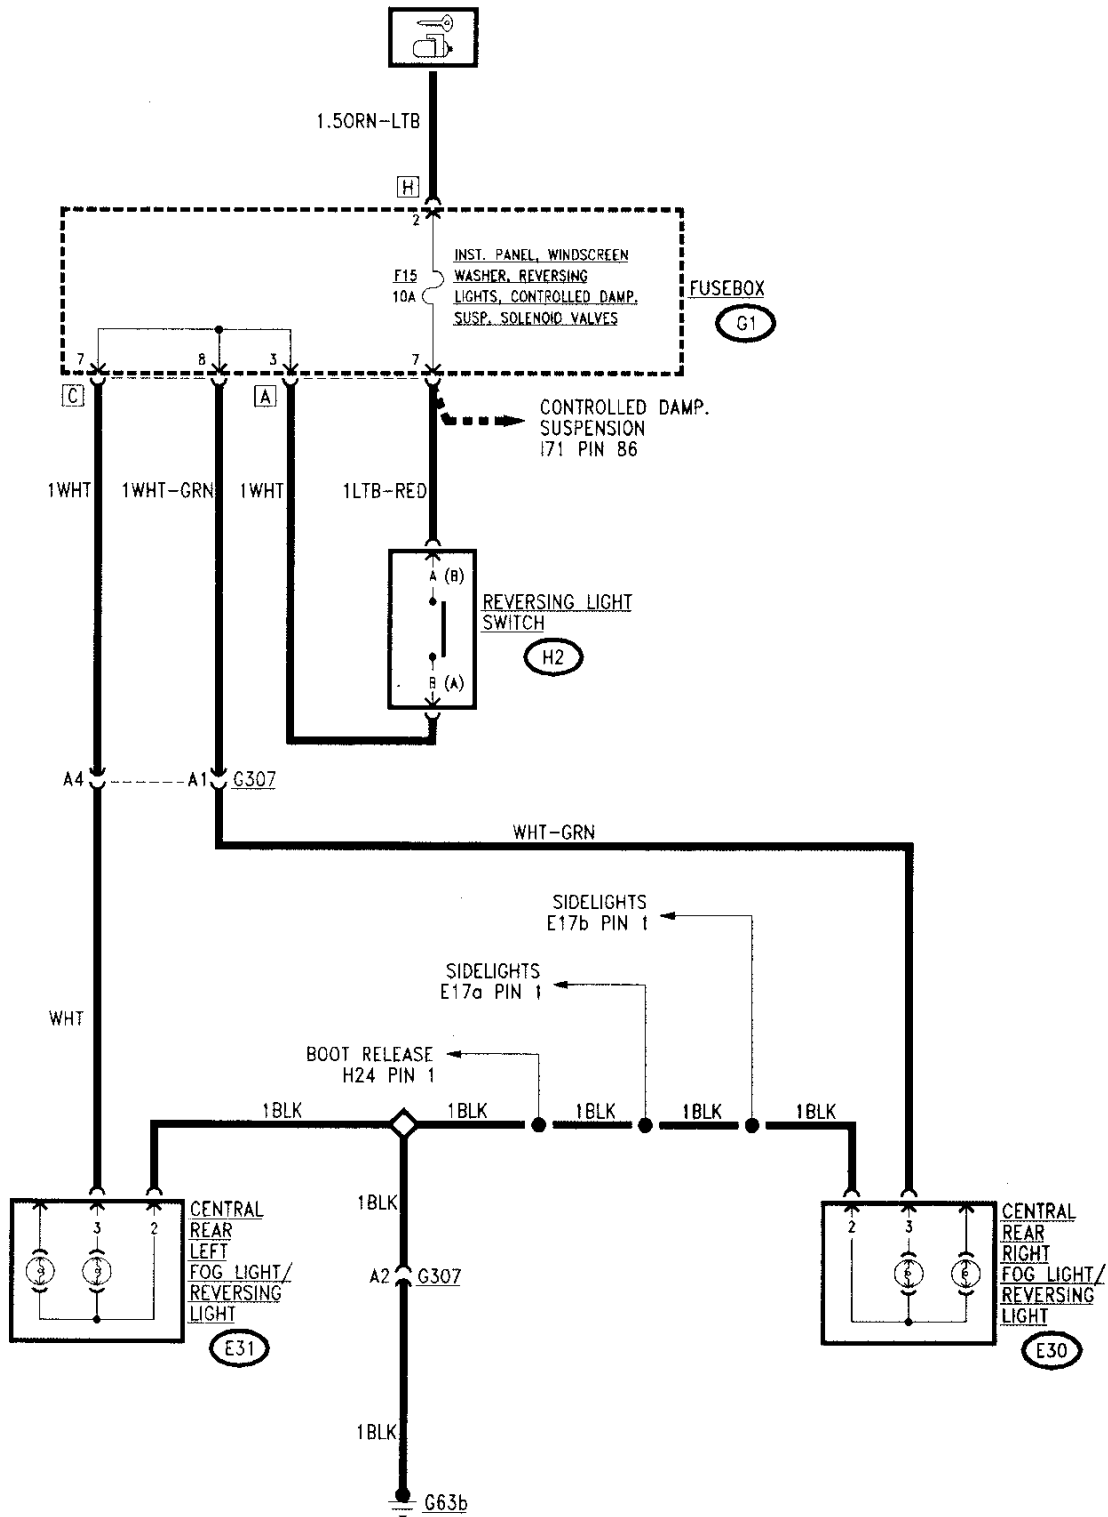 1.5ORN-LTB
H
2
INST. PANEL, WINDSCREEN
WASHER, REVERSING
LIGHTS, CONTROLLED DAMP.
SUSP. SOLENOID VALVES
F15
10A
FUSEBOX
G1
7
8
3
7
C
A
CONTROLLED DAMP.
SUSPENSION
I71 PIN 86
1WHT
1WHT-GRN
1WHT
1LTB-RED
A (B)
REVERSING LIGHT
SWITCH
H2
B (A)
A4
A1
G307
WHT-GRN
SIDELIGHTS
E17b PIN 1
SIDELIGHTS
E17a PIN 1
WHT
BOOT RELEASE
H24 PIN 1
1BLK
1BLK
1BLK
1BLK
1BLK
1BLK
3
2
CENTRAL
REAR
LEFT
FOG LIGHT/
REVERSING
LIGHT
E31
A2
G307
2
3
CENTRAL
REAR
RIGHT
FOG LIGHT/
REVERSING
LIGHT
E30
1BLK
G63b